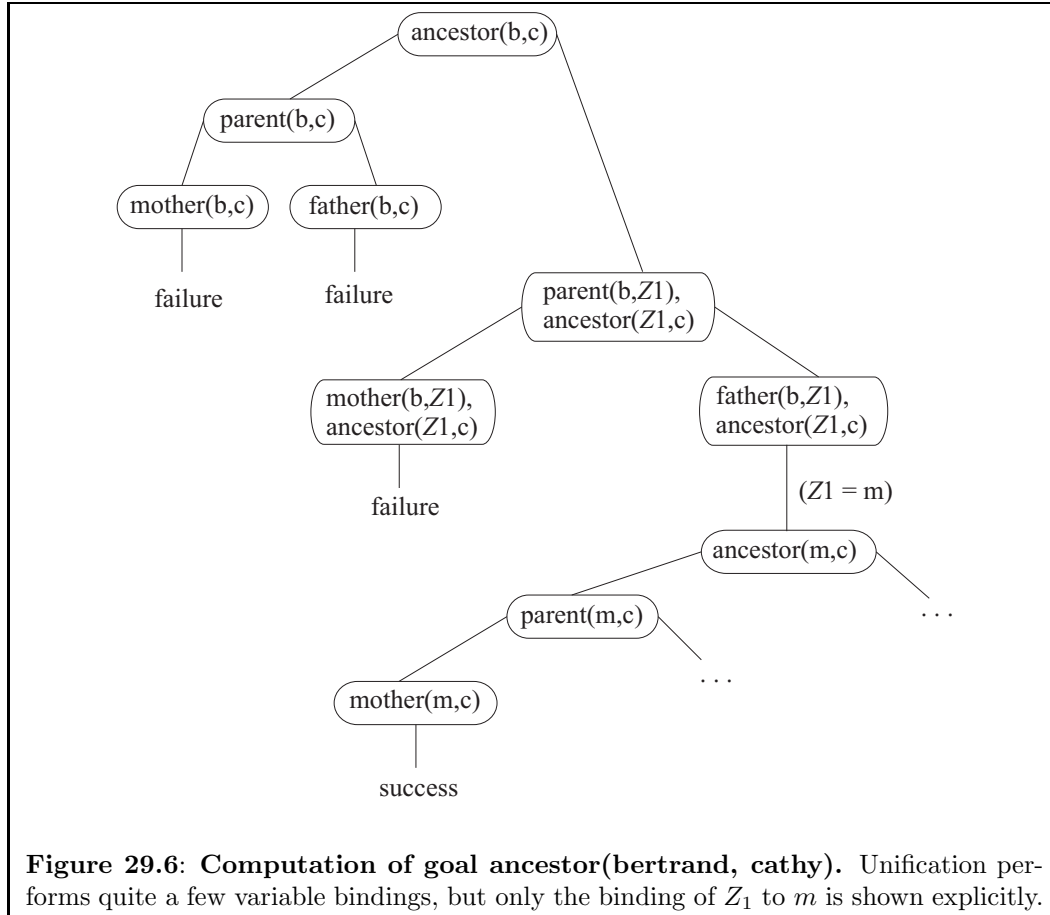 ancestor(b,c)
parent(b,c)
mother(b,c)
father(b,c)
failure
failure
parent(b,Z1),
ancestor(Z1,c)
mother(b,Z1),
ancestor(Z1,c)
father(b,Z1),
ancestor(Z1,c)
failure
(Z1 = m)
ancestor(m,c)
. . .
parent(m,c)
. . .
mother(m,c)
success
Figure 29.6: Computation of goal ancestor(bertrand, cathy). Unification per-
forms quite a few variable bindings, but only the binding of Z1 to m is shown explicitly.